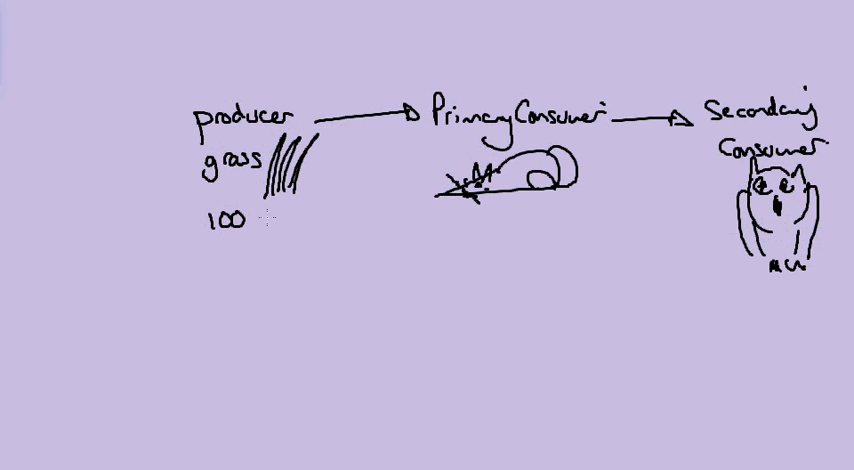 producer
Primary Consumer
Secondary
Consumer
grass
100